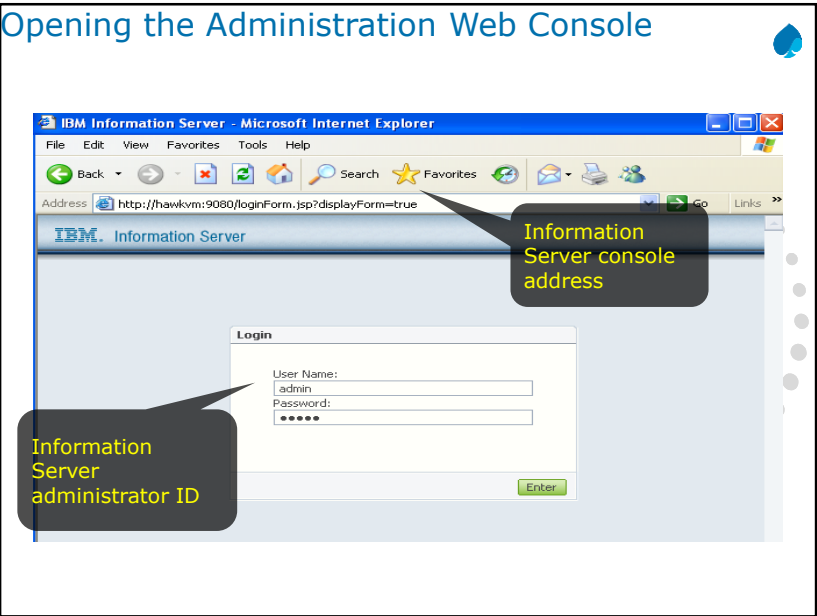 Opening the Administration Web Console
IBM Information Server - Microsoft Internet Explorer
File Edit View Favorites Tools Help
Back Search Favorites
Address http://hawkvm:9080/loginForm.jsp?displayForm=true Go Links »
IBM. Information Server
Information
Server console
address
Login
User Name:
admin
Password:
•••••
Information
Server
administrator ID
Enter